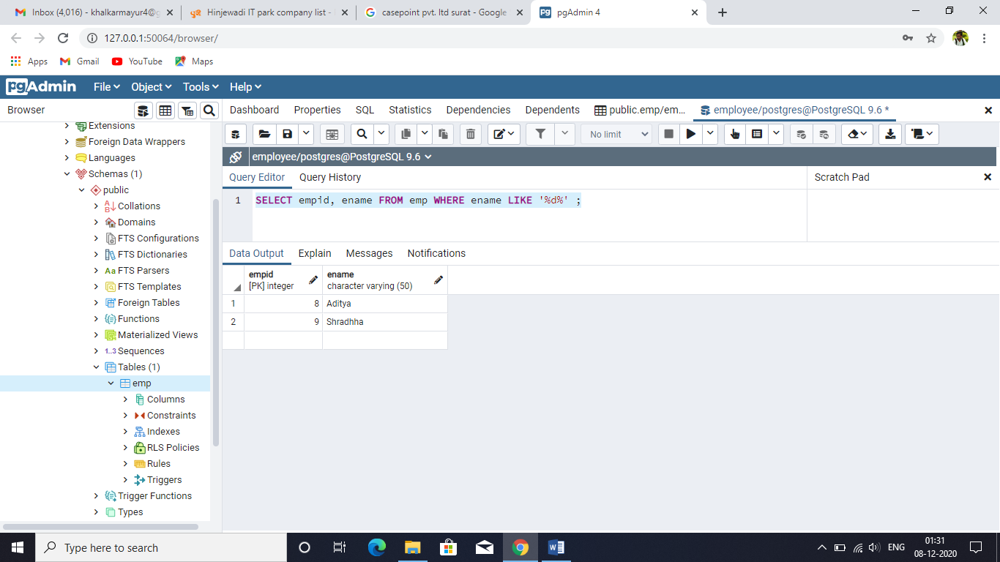 Inbox (4,016) - khalkarmayur4@g
Hinjewadi IT park company list -
casepoint pvt. ltd surat - Google
pgAdmin 4
127.0.0.1:50064/browser/
Apps Gmail YouTube Maps
pgAdmin File Object Tools Help
Browser
Dashboard Properties SQL Statistics Dependencies Dependents public.emp/em... employee/postgres@PostgreSQL 9.6 *
No limit
employee/postgres@PostgreSQL 9.6
Query Editor Query History
Scratch Pad
1 SELECT empid, ename FROM emp WHERE ename LIKE '%d%' ;
Data Output Explain Messages Notifications
empid
[PK] integer
ename
character varying (50)
1 8 Aditya
2 9 Shradhha
Extensions
Foreign Data Wrappers
Languages
Schemas (1)
public
Collations
Domains
FTS Configurations
FTS Dictionaries
Aa FTS Parsers
FTS Templates
Foreign Tables
Functions
Materialized Views
1..3 Sequences
Tables (1)
emp
Columns
Constraints
Indexes
RLS Policies
Rules
Triggers
Trigger Functions
Types
Type here to search
ENG
01:31
08-12-2020